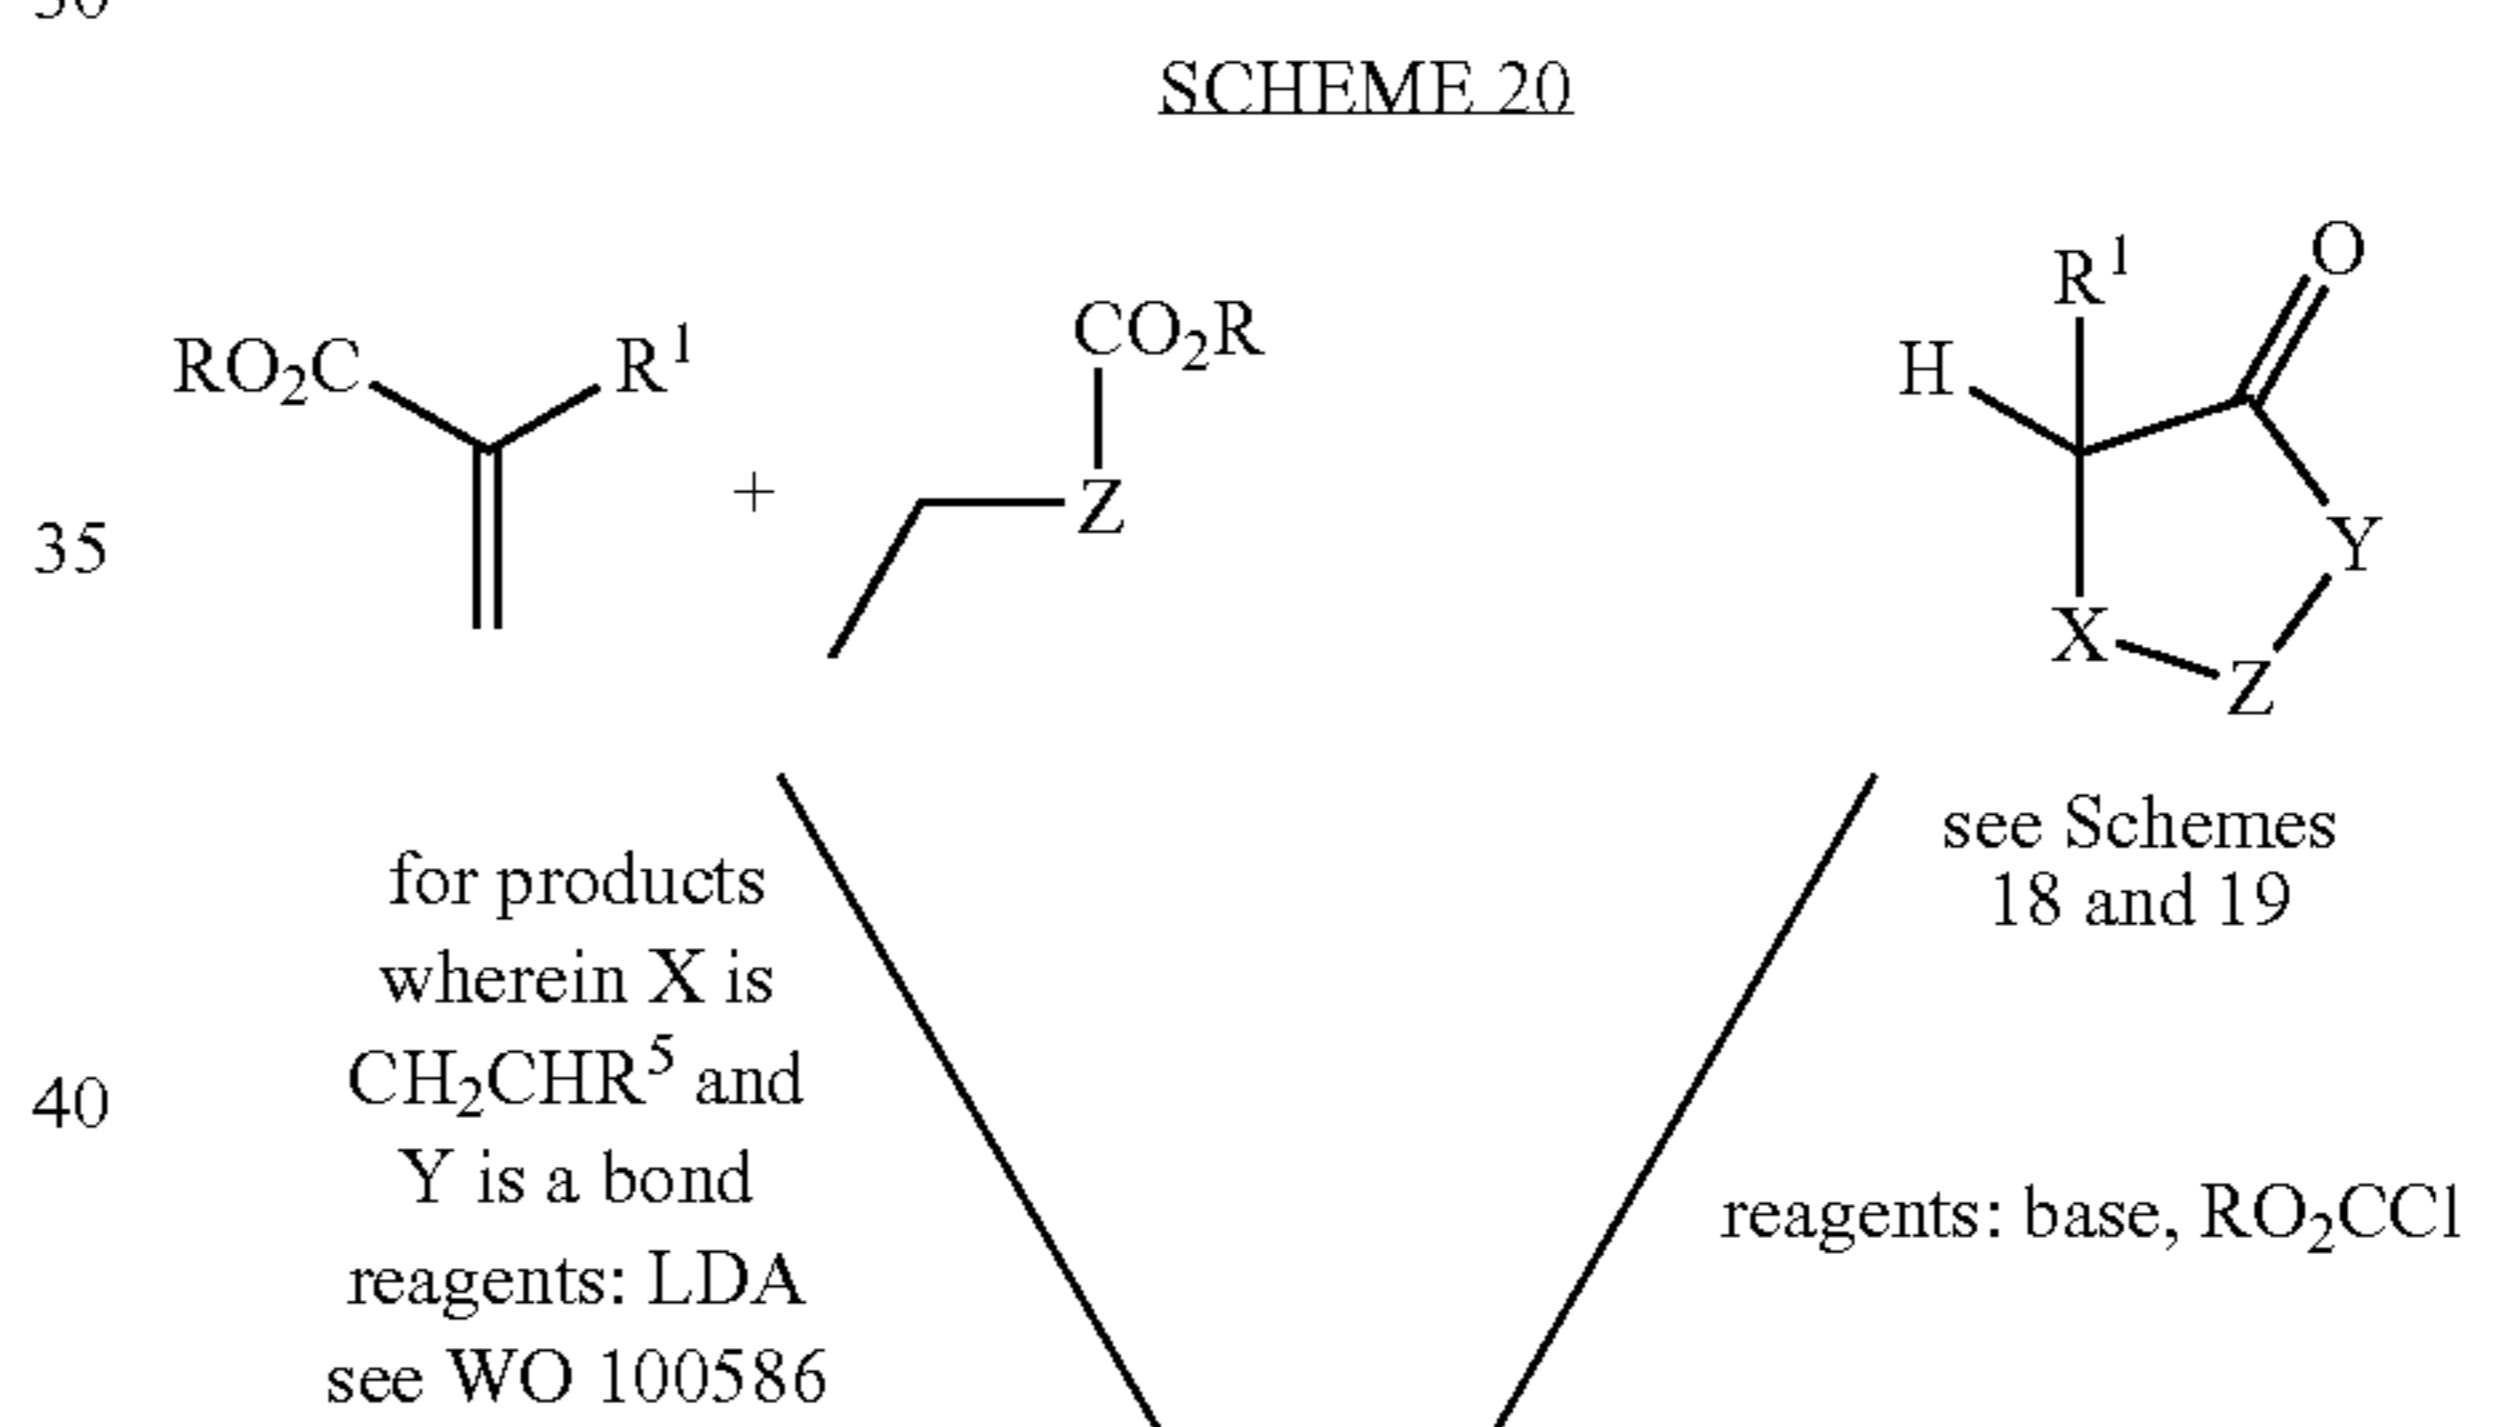 SCHEME 20
RO2C
R1
+
CO2R
Z
35
H
R1
O
Y
X
Z
for products
wherein X is
CH2CHR5 and
Y is a bond
reagents: LDA
see WO 100586
40
see Schemes
18 and 19
reagents: base, RO2CCl